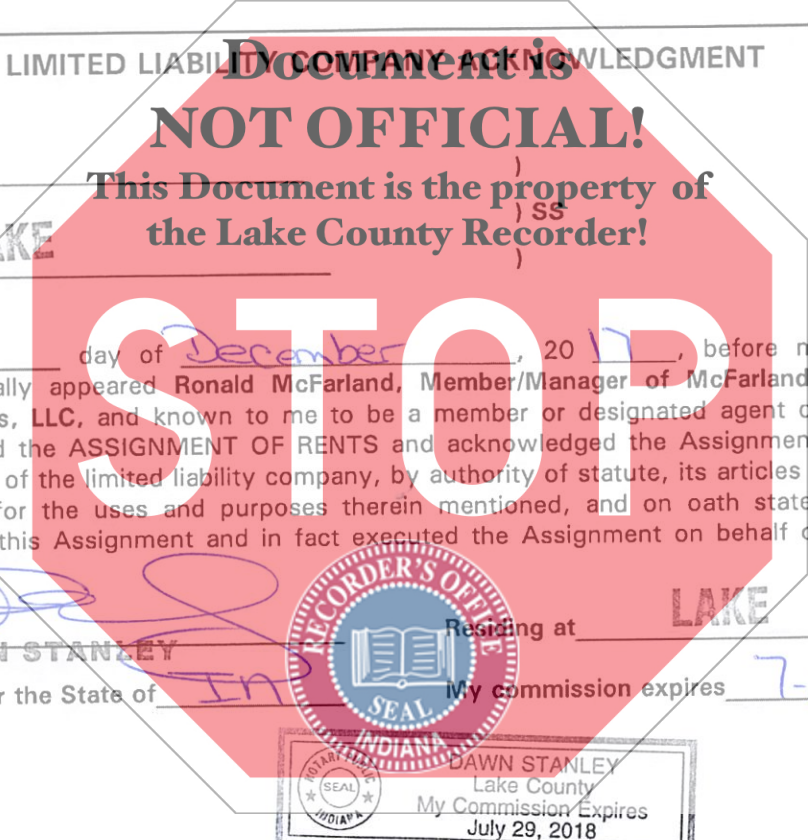 LIMITED LIABILITY COMPANY ACKNOWLEDGMENT
Document is
NOT OFFICIAL!
This Document is the property of
the Lake County Recorder!
)
) SS
)
AKE
STOP
day of December, 20 17, before m
ally appeared Ronald McFarland, Member/Manager of McFarland
s, LLC, and known to me to be a member or designated agent o
d the ASSIGNMENT OF RENTS and acknowledged the Assignmen
of the limited liability company, by authority of statute, its articles
for the uses and purposes therein mentioned, and on oath state
this Assignment and in fact executed the Assignment on behalf o
RECORDER'S OFFICE
SEAL
INDIANA
Residing at LAKE
N STANLEY
r the State of In
My commission expires 7-
NOTARY PUBLIC
SEAL
INDIANA
DAWN STANLEY
Lake County
My Commission Expires
July 29, 2018